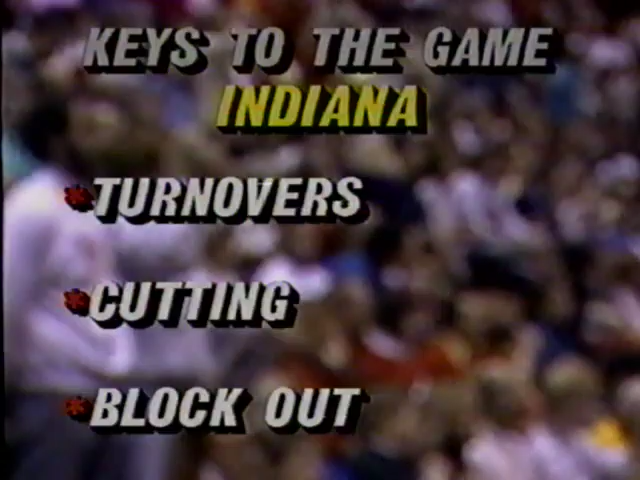 KEYS TO THE GAME
INDIANA
*TURNOVERS
*CUTTING
*BLOCK OUT